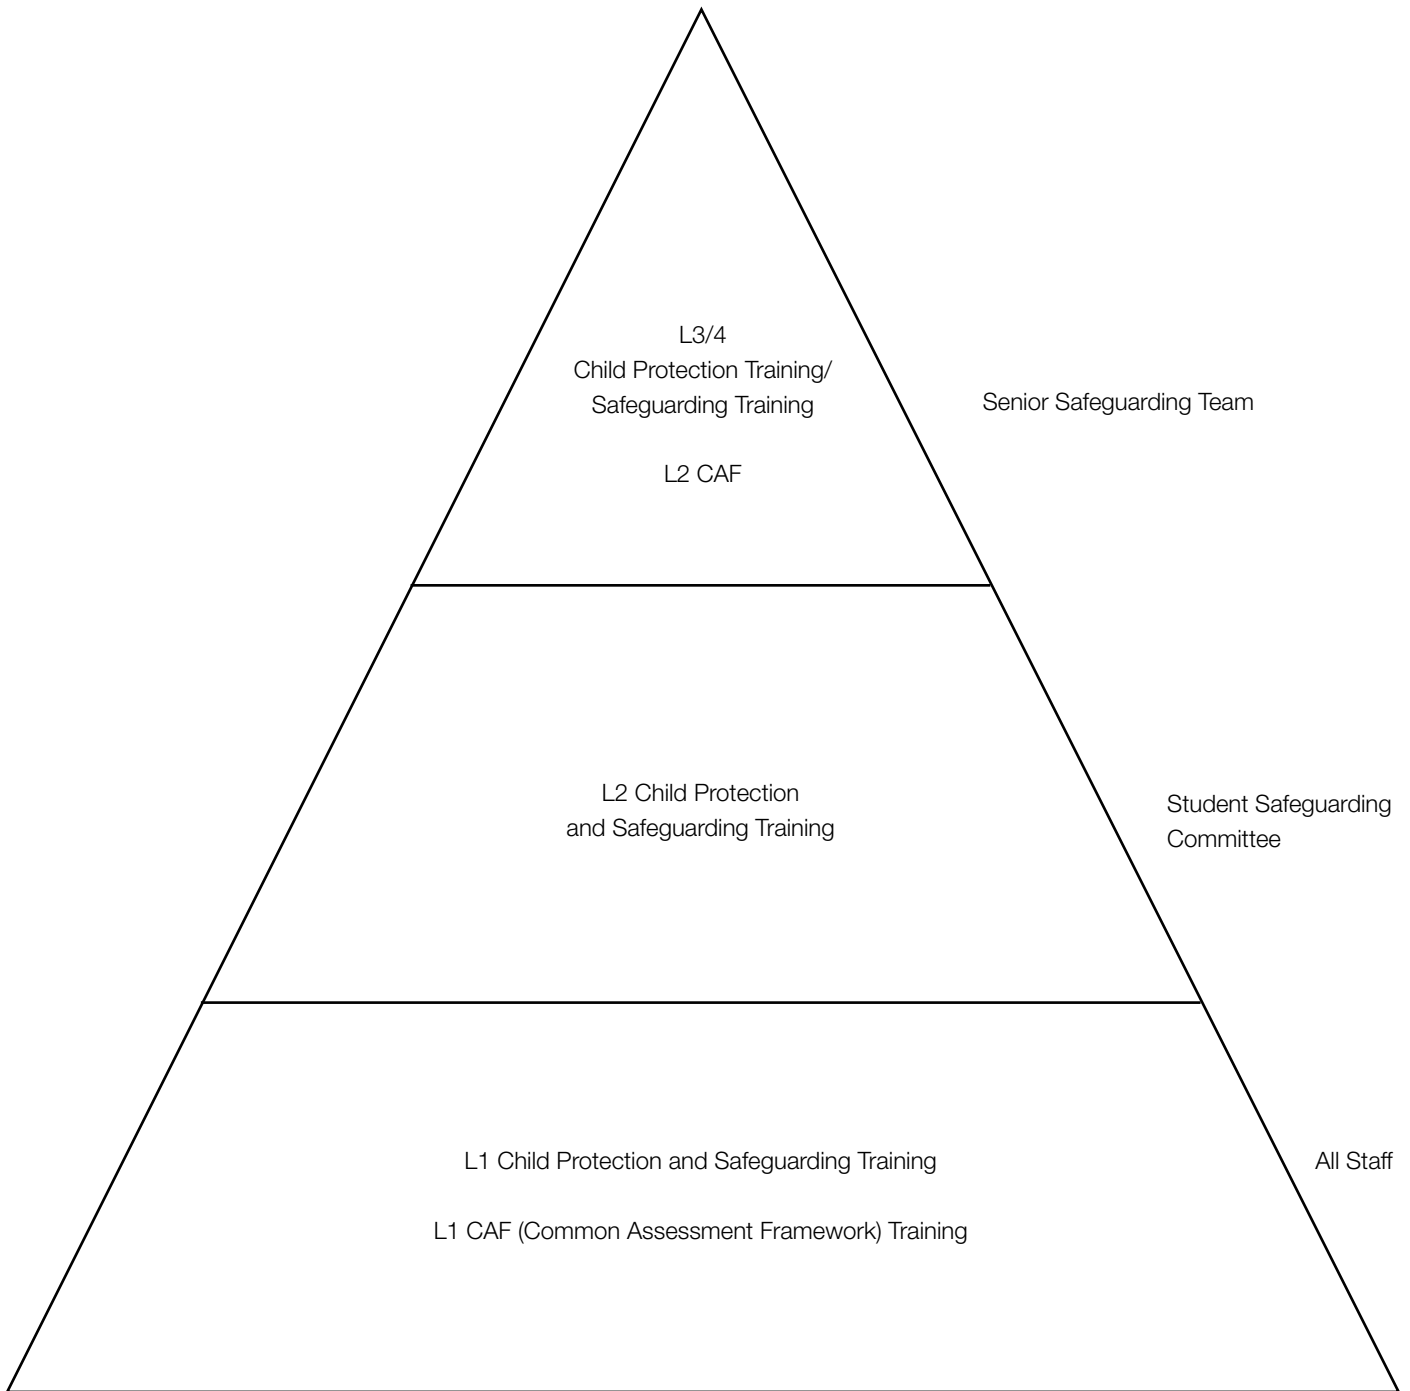 L3/4
Child Protection Training/
Safeguarding Training
Senior Safeguarding Team
L2 CAF
L2 Child Protection
and Safeguarding Training
Student Safeguarding
Committee
L1 Child Protection and Safeguarding Training
All Staff
L1 CAF (Common Assessment Framework) Training